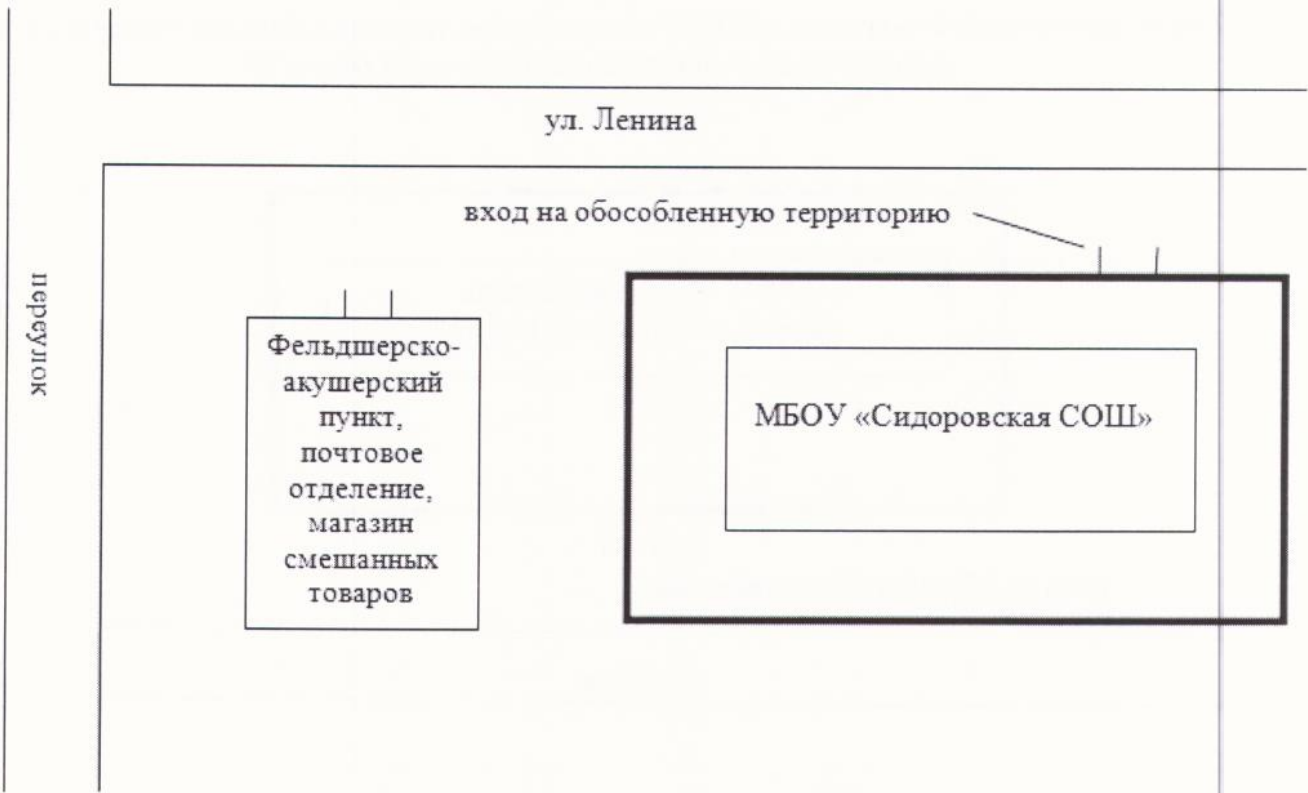 ул. Ленина
вход на обособленную территорию
переулок
Фельдшерско-
акушерский
пункт,
почтовое
отделение,
магазин
смешанных
товаров
МБОУ «Сидоровская СОШ»